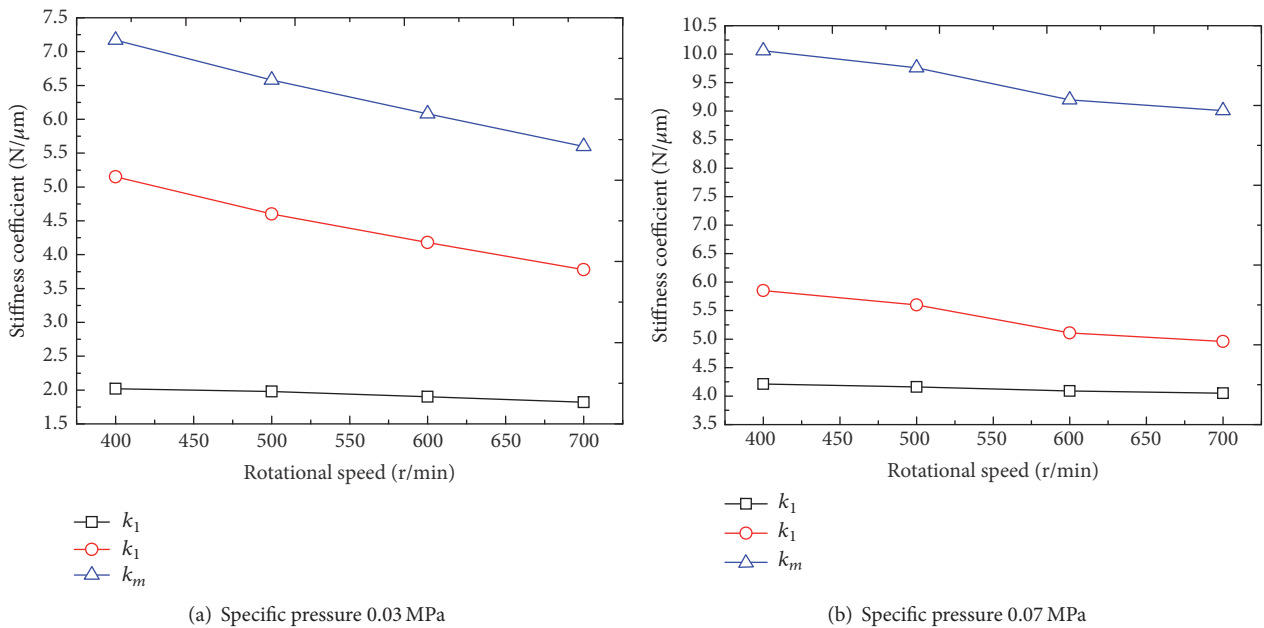 Stiffness coefficient (N/μm)
7.5
7.0
6.5
6.0
5.5
5.0
4.5
4.0
3.5
3.0
2.5
2.0
1.5
400 450 500 550 600 650 700
Rotational speed (r/min)
k₁
k₁
kₘ
(a) Specific pressure 0.03 MPa
Stiffness coefficient (N/μm)
10.5
10.0
9.5
9.0
8.5
8.0
7.5
7.0
6.5
6.0
5.5
5.0
4.5
4.0
3.5
400 450 500 550 600 650 700
Rotational speed (r/min)
k₁
k₁
kₘ
(b) Specific pressure 0.07 MPa